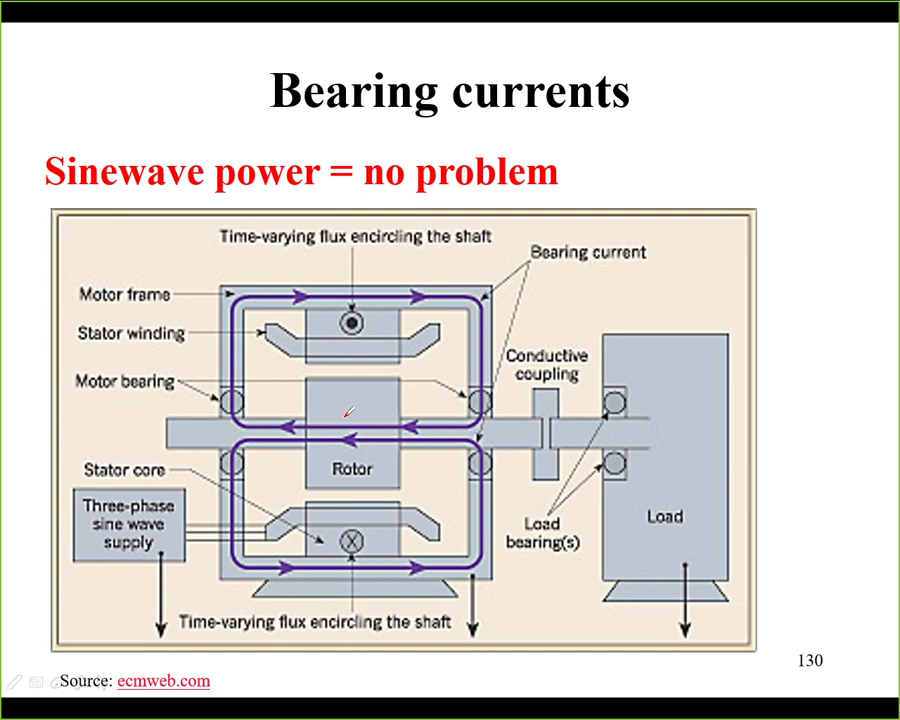 Bearing currents
Sinewave power = no problem
Time-varying flux encircling the shaft
Bearing current
Motor frame
Stator winding
Conductive
coupling
Motor bearing
Stator core
Rotor
Three-phase
sine wave
supply
Load
bearing(s)
Load
X
Time-varying flux encircling the shaft
130
Source: ecmweb.com